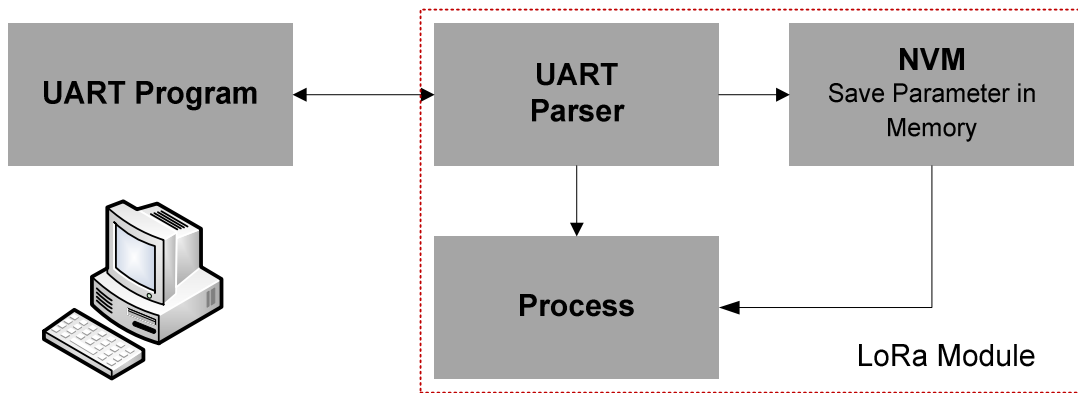 UART Program
UART
Parser
NVM
Save Parameter in
Memory
Process
LoRa Module